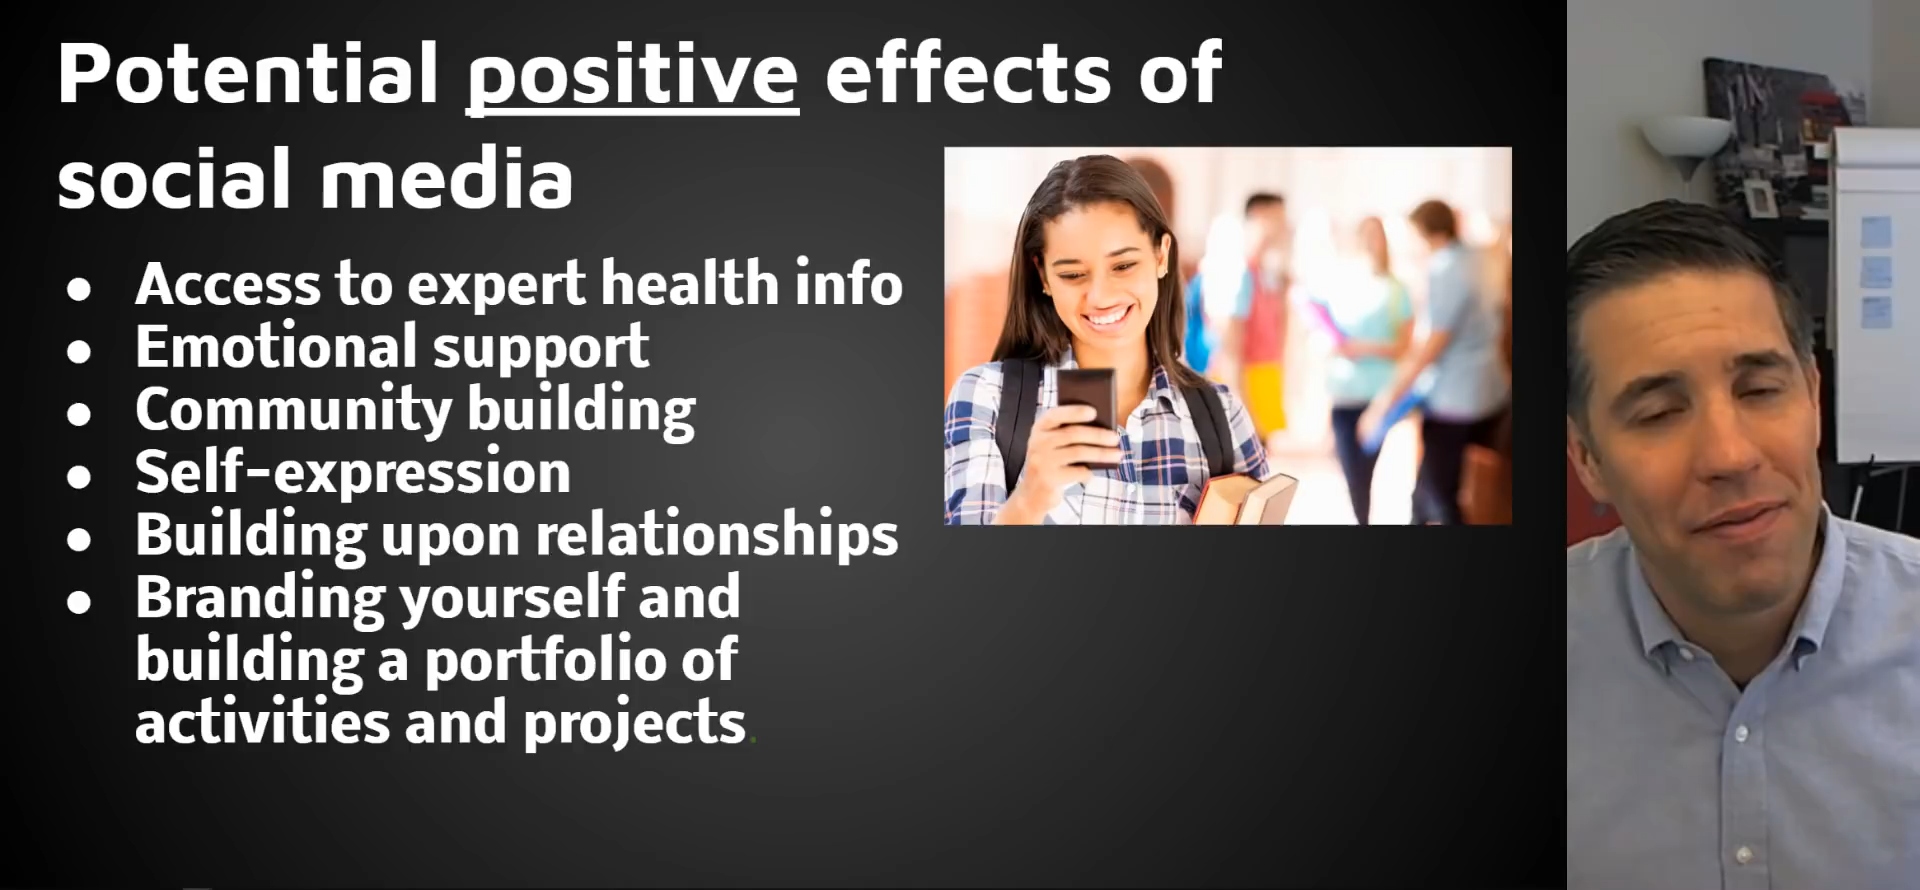 Potential positive effects of
social media
● Access to expert health info
● Emotional support
● Community building
● Self-expression
● Building upon relationships
● Branding yourself and
building a portfolio of
activities and projects.